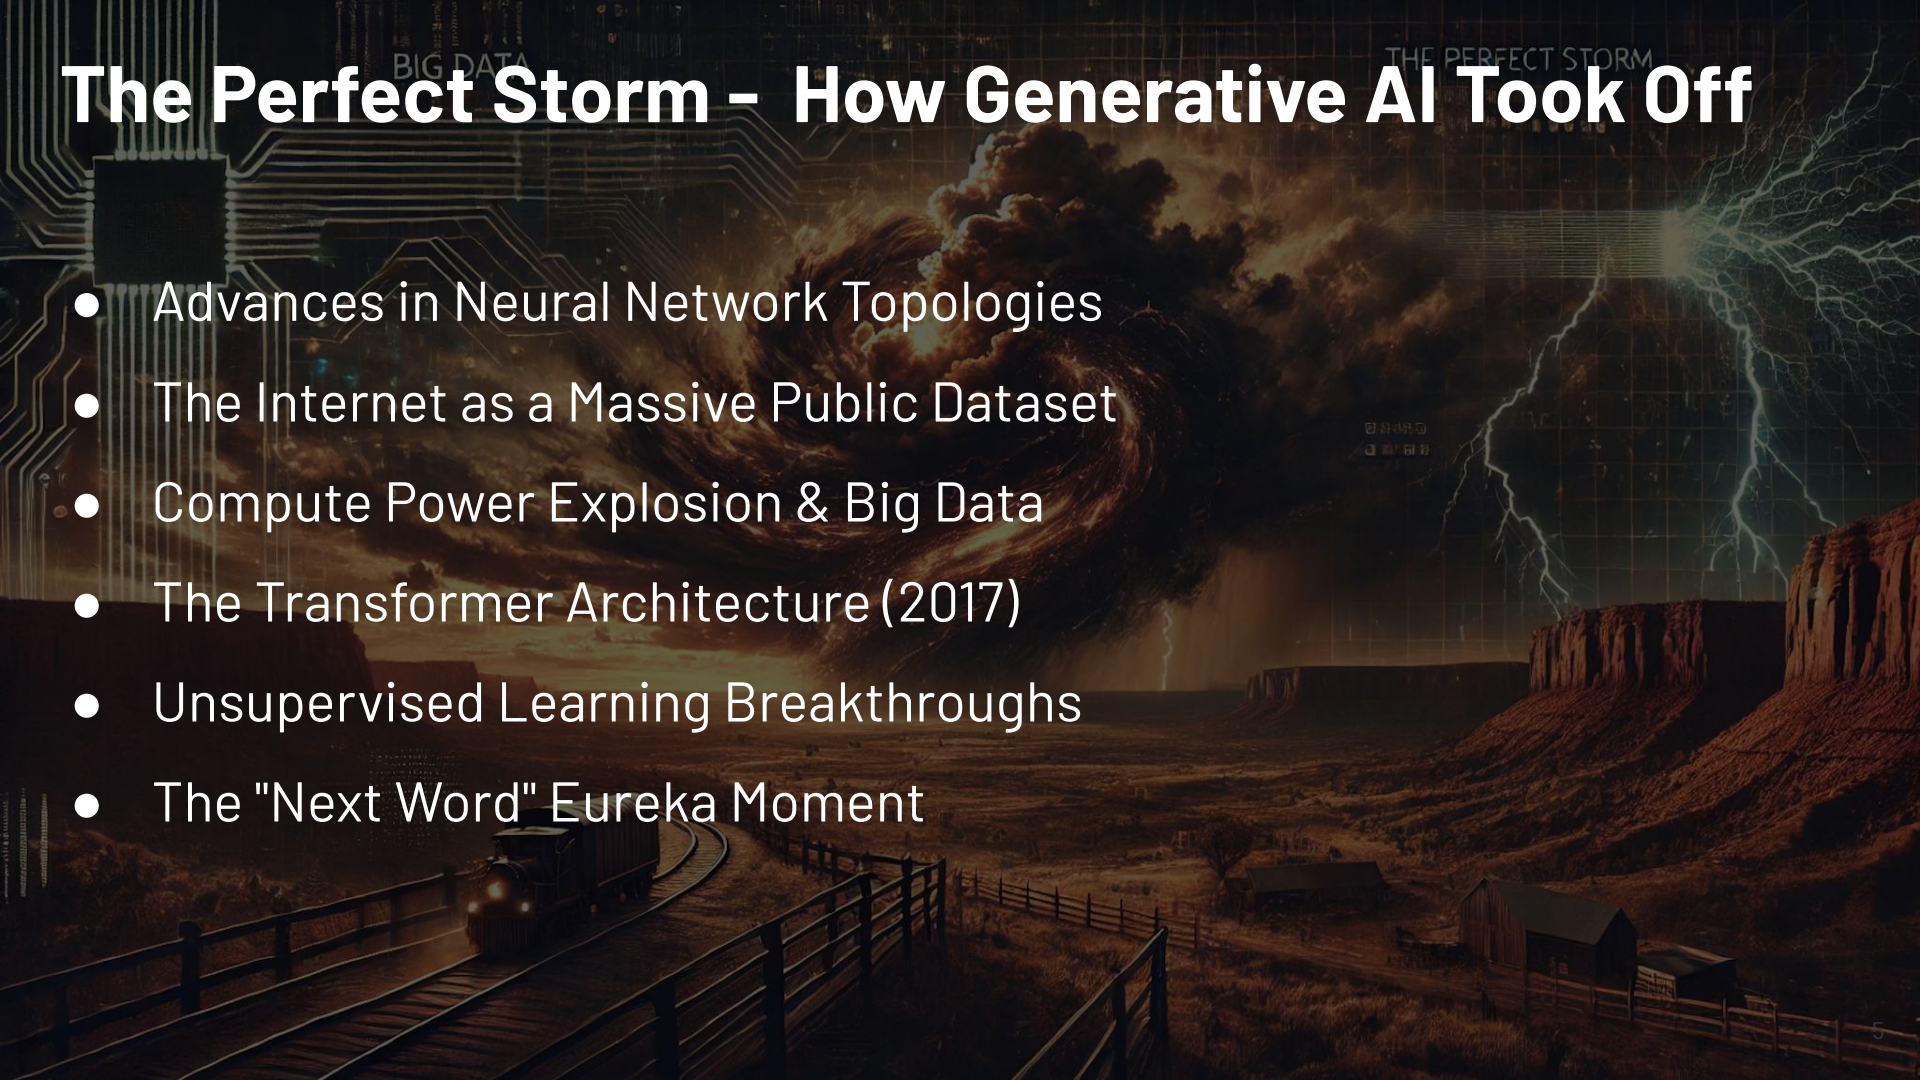 BIG DATA
THE PERFECT STORM
The Perfect Storm - How Generative AI Took Off
● Advances in Neural Network Topologies
● The Internet as a Massive Public Dataset
● Compute Power Explosion & Big Data
● The Transformer Architecture (2017)
● Unsupervised Learning Breakthroughs
● The "Next Word" Eureka Moment
5